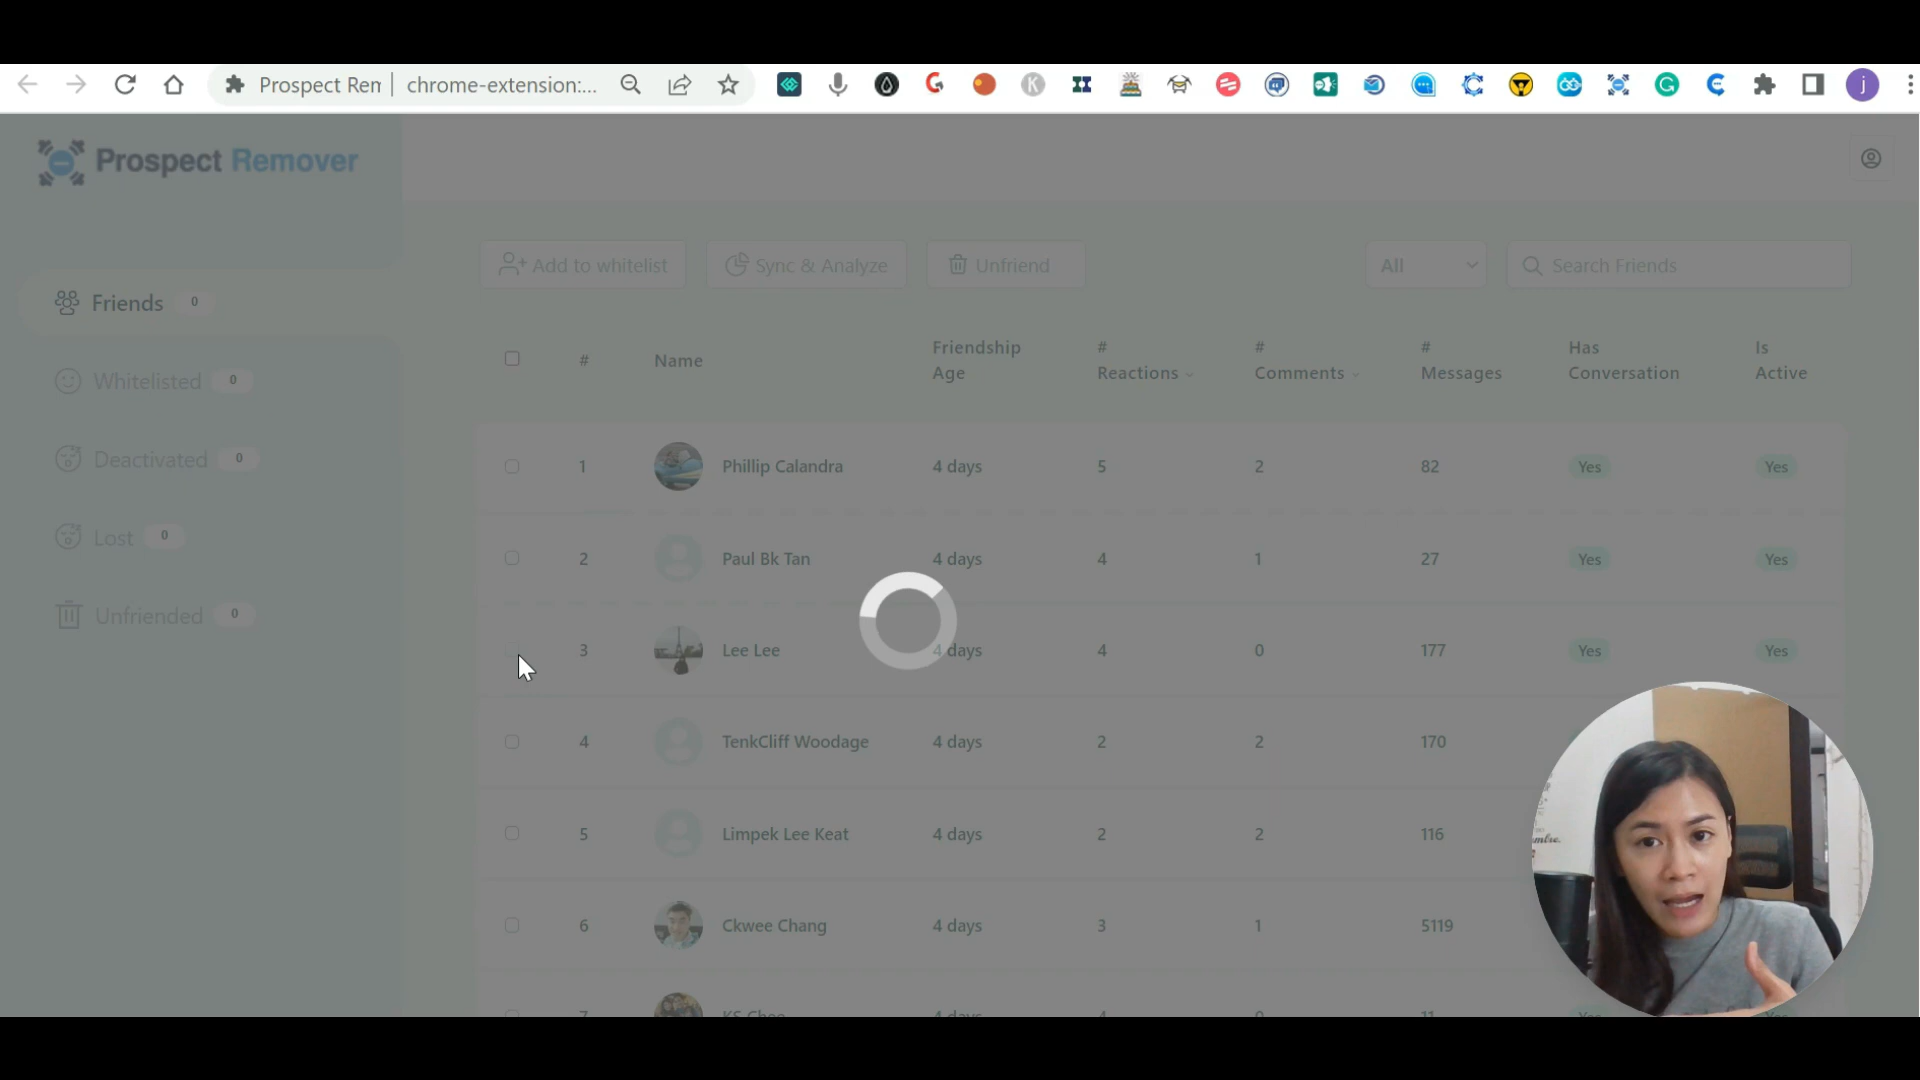 Prospect Ren | chrome-extension:...
j
Prospect Remover
Add to whitelist
Sync & Analyze
Unfriend
All
Search Friends
Friends 0
Whitelisted 0
Deactivated 0
Lost 0
Unfriended 0
# Name Friendship Age # Reactions # Comments # Messages Has Conversation Is Active
1 Phillip Calandra 4 days 5 2 82 Yes Yes
2 Paul Bk Tan 4 days 4 1 27 Yes Yes
3 Lee Lee 4 days 4 0 177 Yes Yes
4 TenkCliff Woodage 4 days 2 2 170
5 Limpek Lee Keat 4 days 2 2 116
6 Ckwee Chang 4 days 3 1 5119